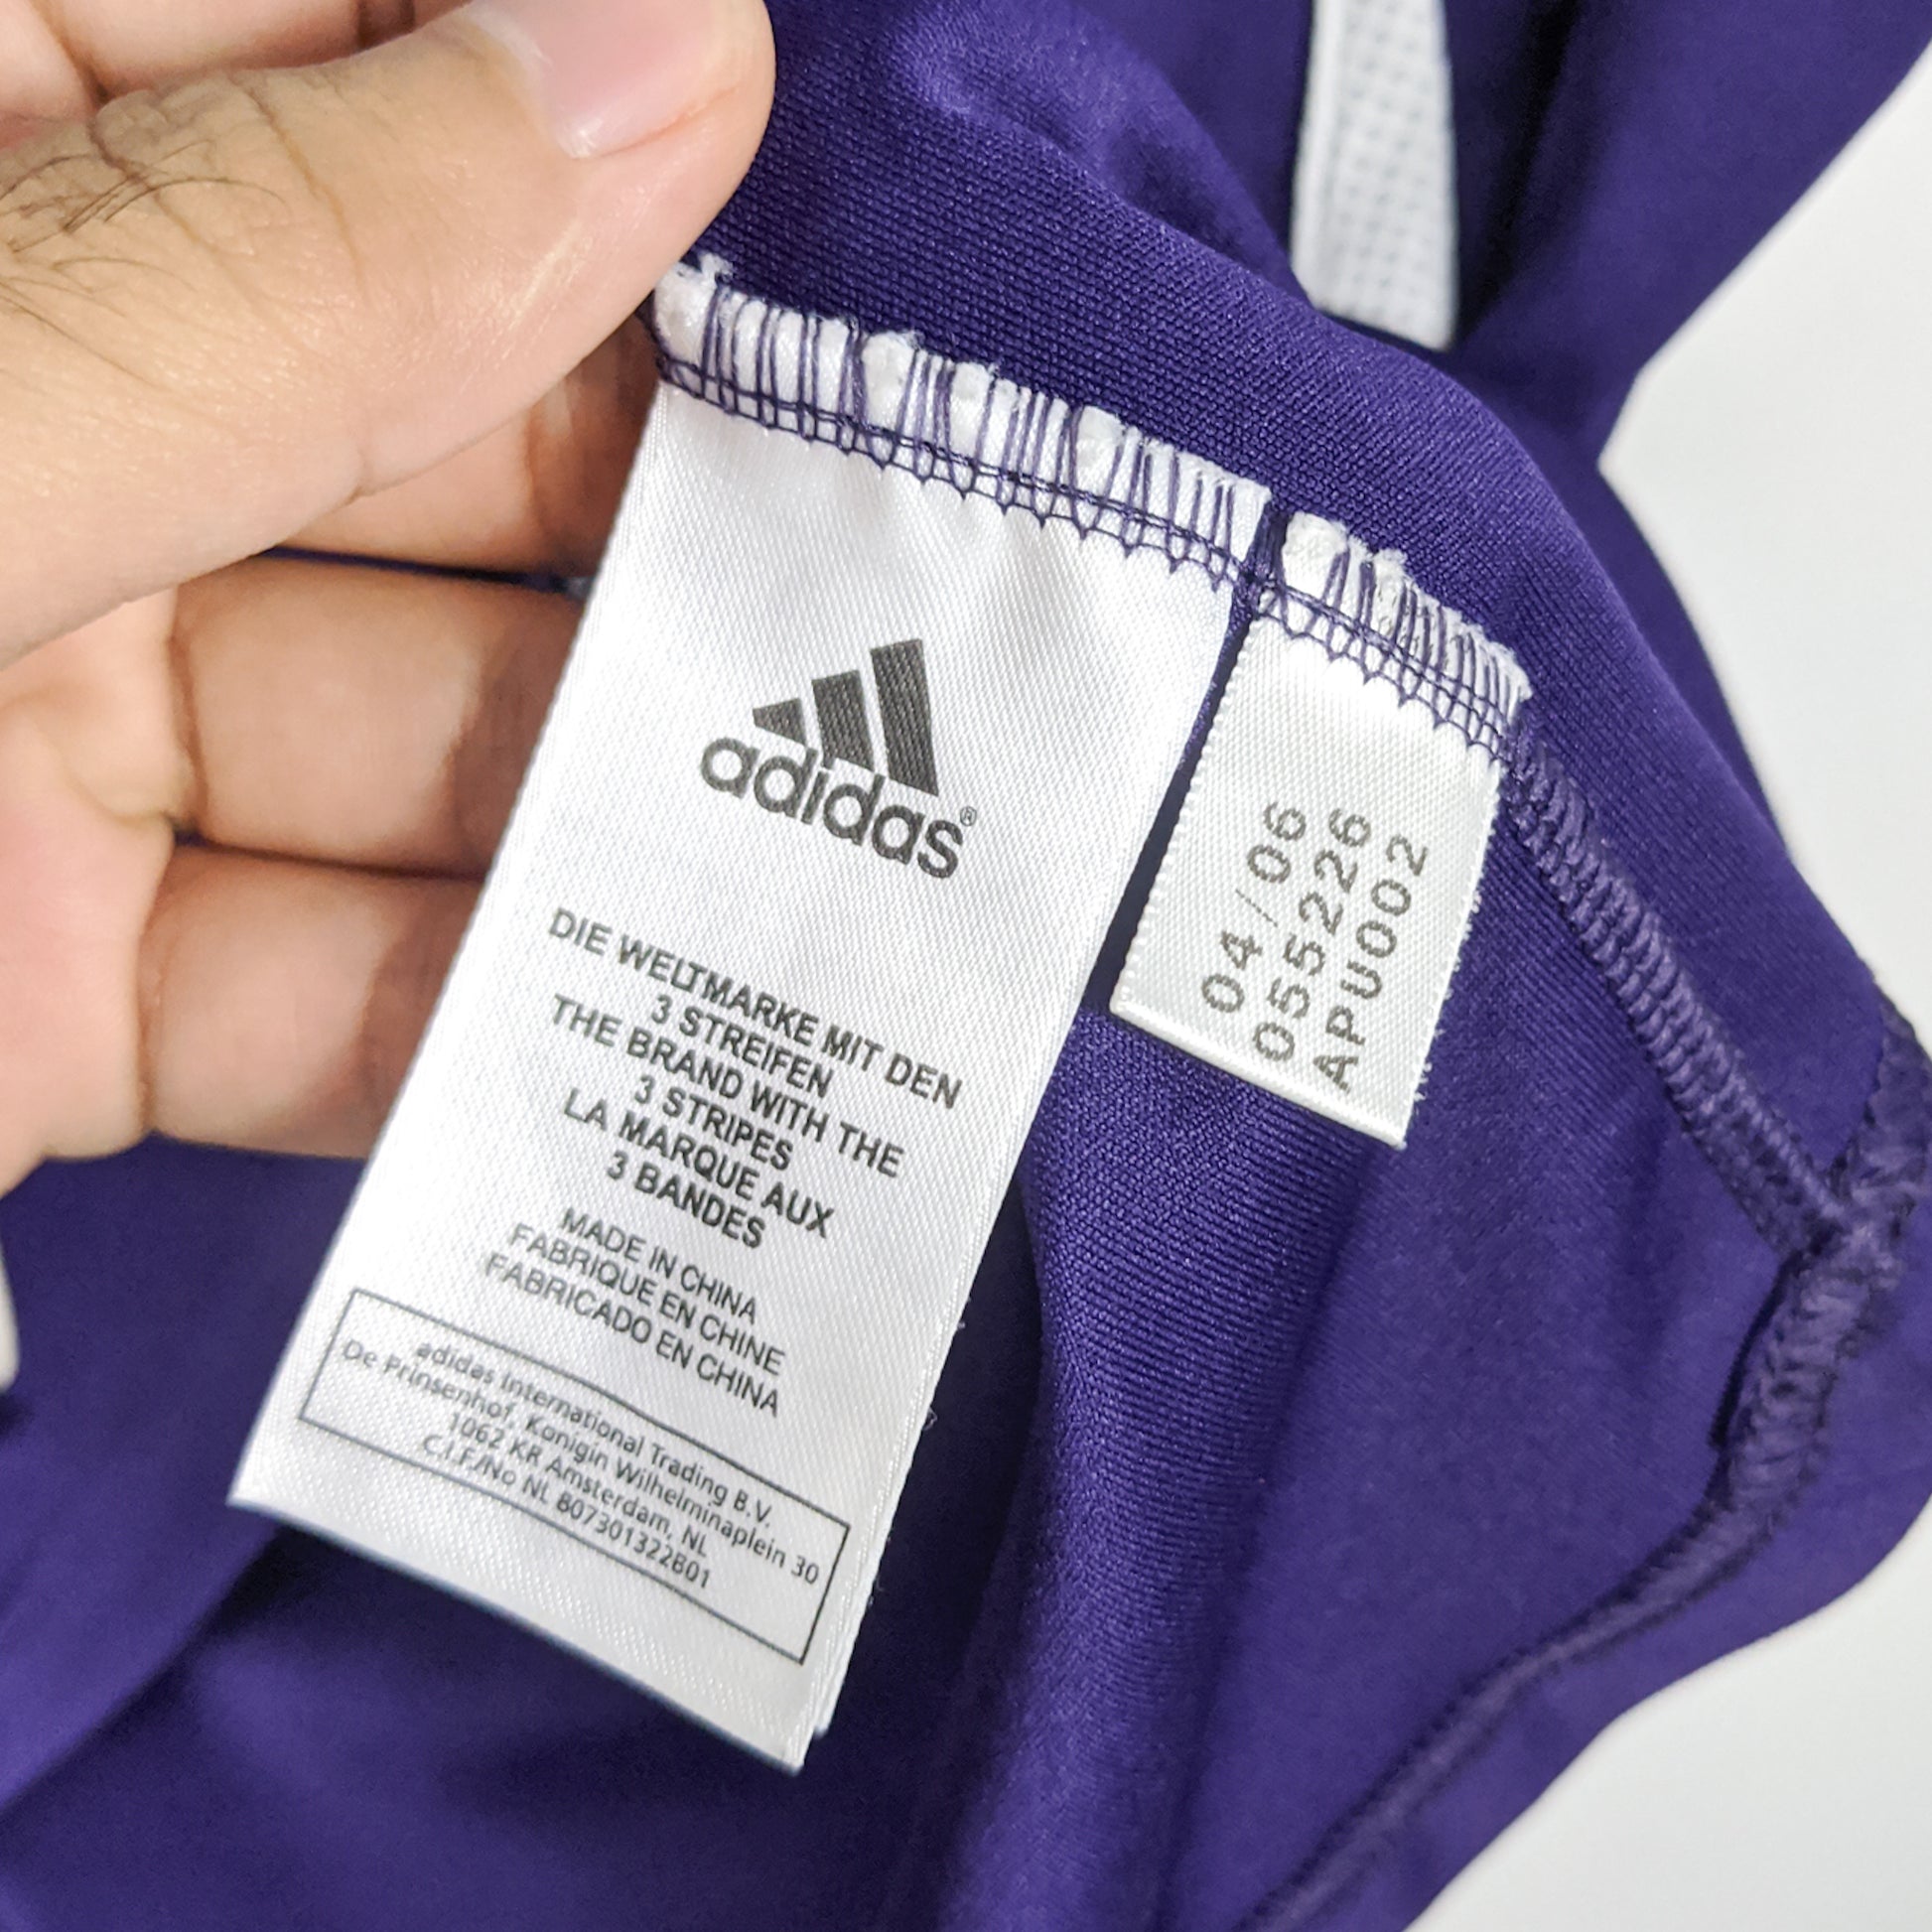 adidas®
DIE WELTMARKE MIT DEN
3 STREIFEN
THE BRAND WITH THE
3 STRIPES
LA MARQUE AUX
3 BANDES
MADE IN CHINA
FABRIQUE EN CHINE
FABRICADO EN CHINA
adidas International Trading B.V.
De Prinsenhof, Konigin Wilhelminaplein 30
1062 KR Amsterdam, NL
C.I.F./No NL 807301322B01
04/06
055226
APU002